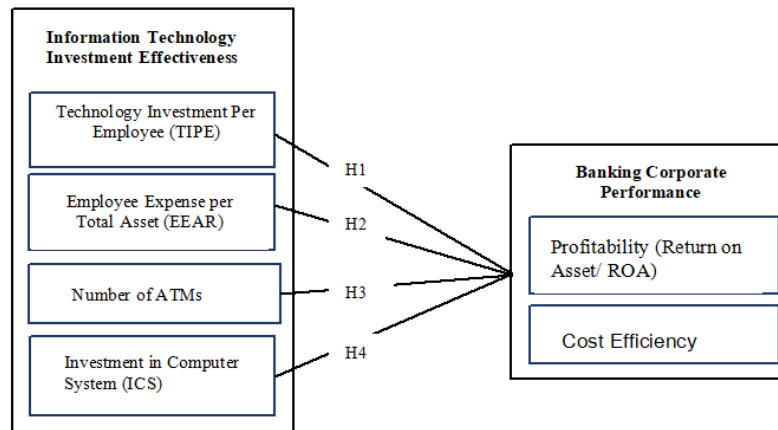 Information Technology
Investment Effectiveness
Technology Investment Per
Employee (TIPE)
Employee Expense per
Total Asset (EEAR)
Number of ATMs
Investment in Computer
System (ICS)
H1
H2
H3
H4
Banking Corporate
Performance
Profitability (Return on
Asset/ ROA)
Cost Efficiency